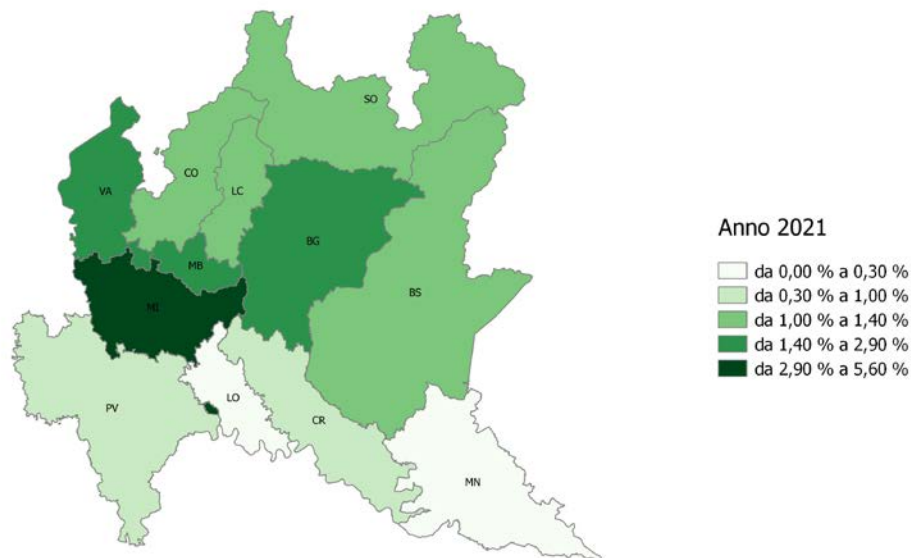 SO
CO
LC
VA
BG
MB
BS
MI
LO
PV
CR
MN
Anno 2021
da 0,00 % a 0,30 %
da 0,30 % a 1,00 %
da 1,00 % a 1,40 %
da 1,40 % a 2,90 %
da 2,90 % a 5,60 %